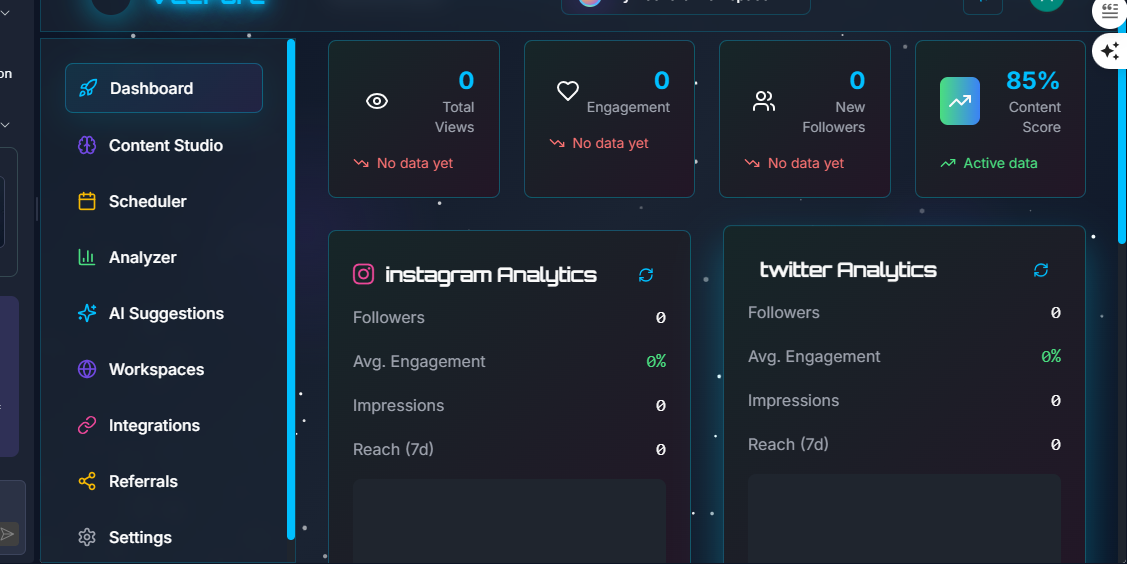 on
Dashboard
Content Studio
Scheduler
Analyzer
AI Suggestions
Workspaces
Integrations
Referrals
Settings
0
Total
Views
No data yet
0
Engagement
No data yet
0
New
Followers
No data yet
85%
Content
Score
Active data
instagram Analytics
Followers 0
Avg. Engagement 0%
Impressions 0
Reach (7d) 0
twitter Analytics
Followers 0
Avg. Engagement 0%
Impressions 0
Reach (7d) 0